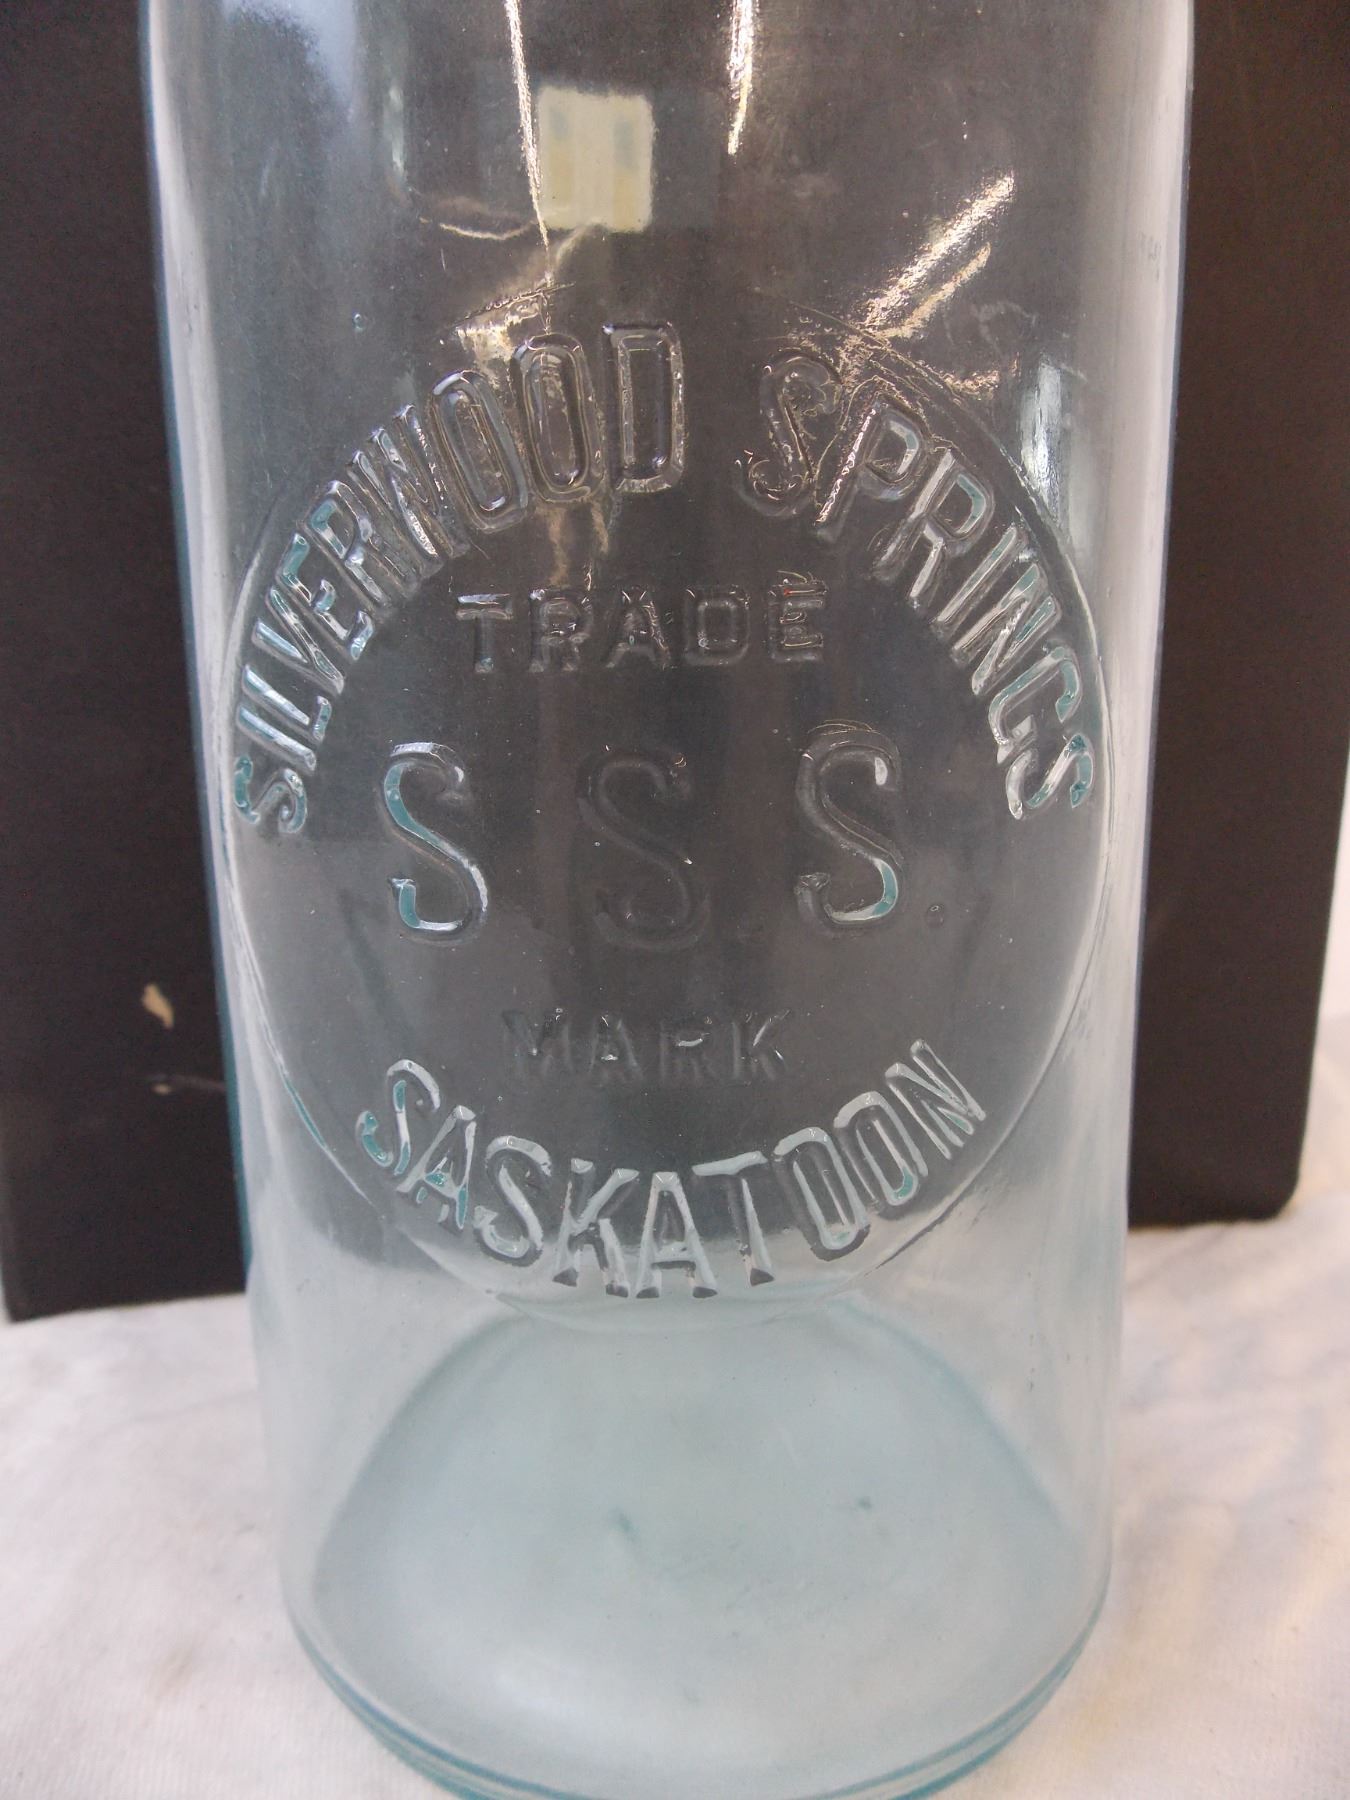 SILVERWOOD SPRINGS
TRADE
S. S. S.
MARK
SASKATOON